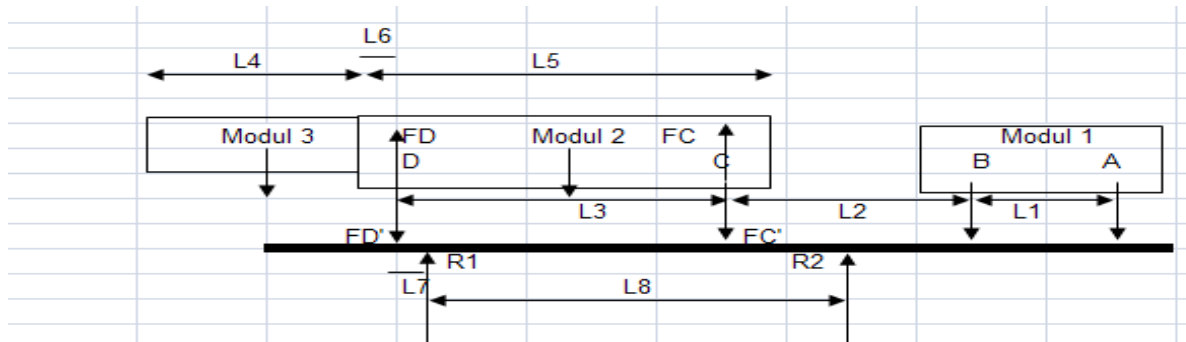 L6
L4 L5
Modul 3 FD Modul 2 FC Modul 1
D C B A
L3 L2 L1
FD' FC'
R1 R2
L7 L8